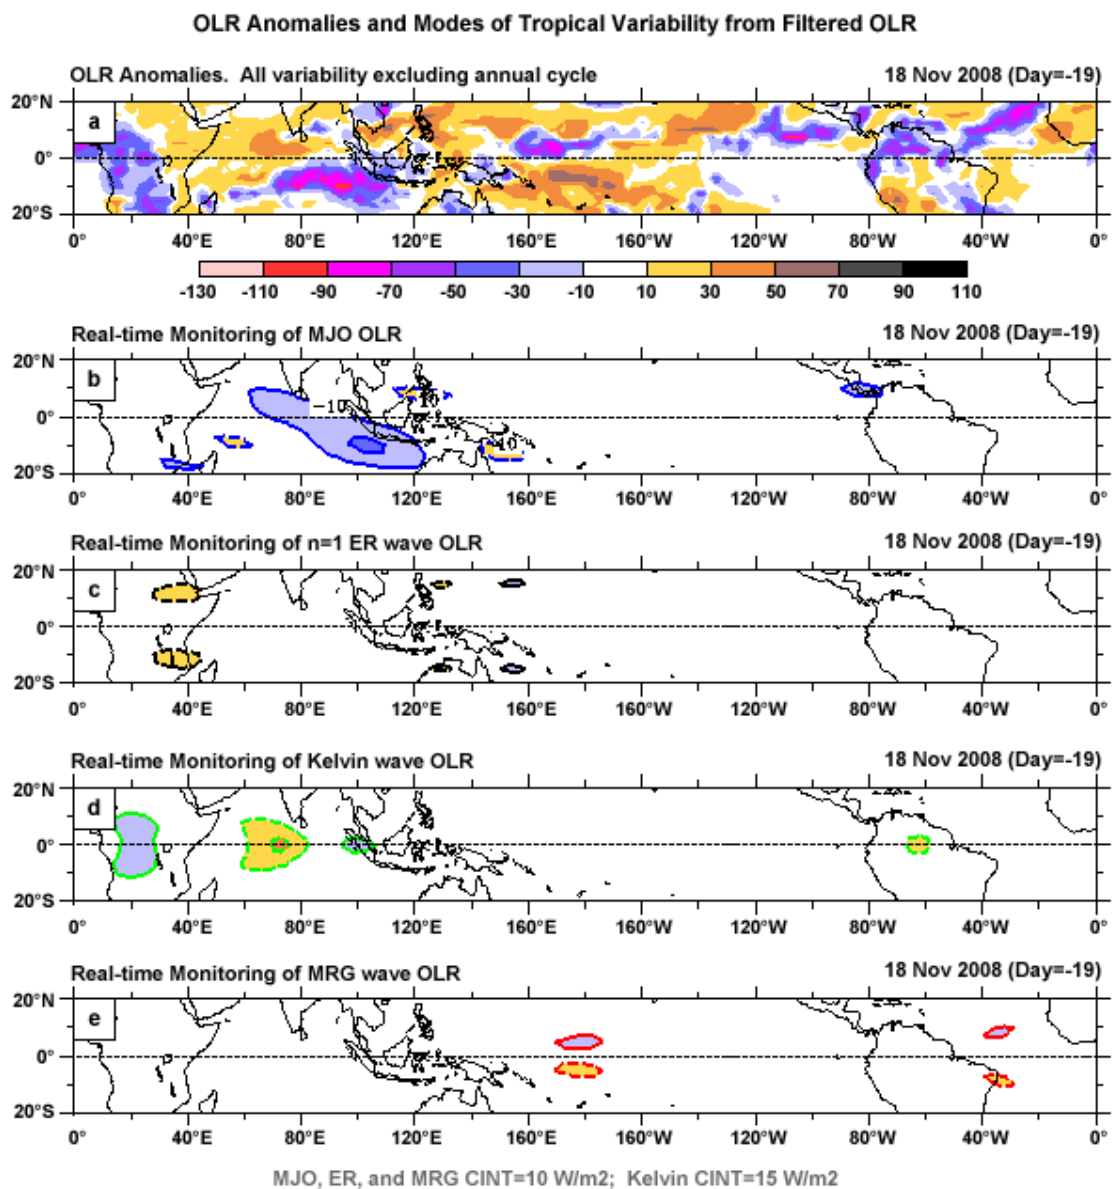 OLR Anomalies and Modes of Tropical Variability from Filtered OLR
OLR Anomalies. All variability excluding annual cycle 18 Nov 2008 (Day=-19)
20°N
a
0°
20°S
0° 40°E 80°E 120°E 160°E 160°W 120°W 80°W 40°W 0°
-130 -110 -90 -70 -50 -30 -10 10 30 50 70 90 110
Real-time Monitoring of MJO OLR 18 Nov 2008 (Day=-19)
20°N
b
-10
0°
20°S
0° 40°E 80°E 120°E 160°E 160°W 120°W 80°W 40°W 0°
Real-time Monitoring of n=1 ER wave OLR 18 Nov 2008 (Day=-19)
20°N
c
0°
20°S
0° 40°E 80°E 120°E 160°E 160°W 120°W 80°W 40°W 0°
Real-time Monitoring of Kelvin wave OLR 18 Nov 2008 (Day=-19)
20°N
d
0°
20°S
0° 40°E 80°E 120°E 160°E 160°W 120°W 80°W 40°W 0°
Real-time Monitoring of MRG wave OLR 18 Nov 2008 (Day=-19)
20°N
e
0°
20°S
0° 40°E 80°E 120°E 160°E 160°W 120°W 80°W 40°W 0°
MJO, ER, and MRG CINT=10 W/m2; Kelvin CINT=15 W/m2